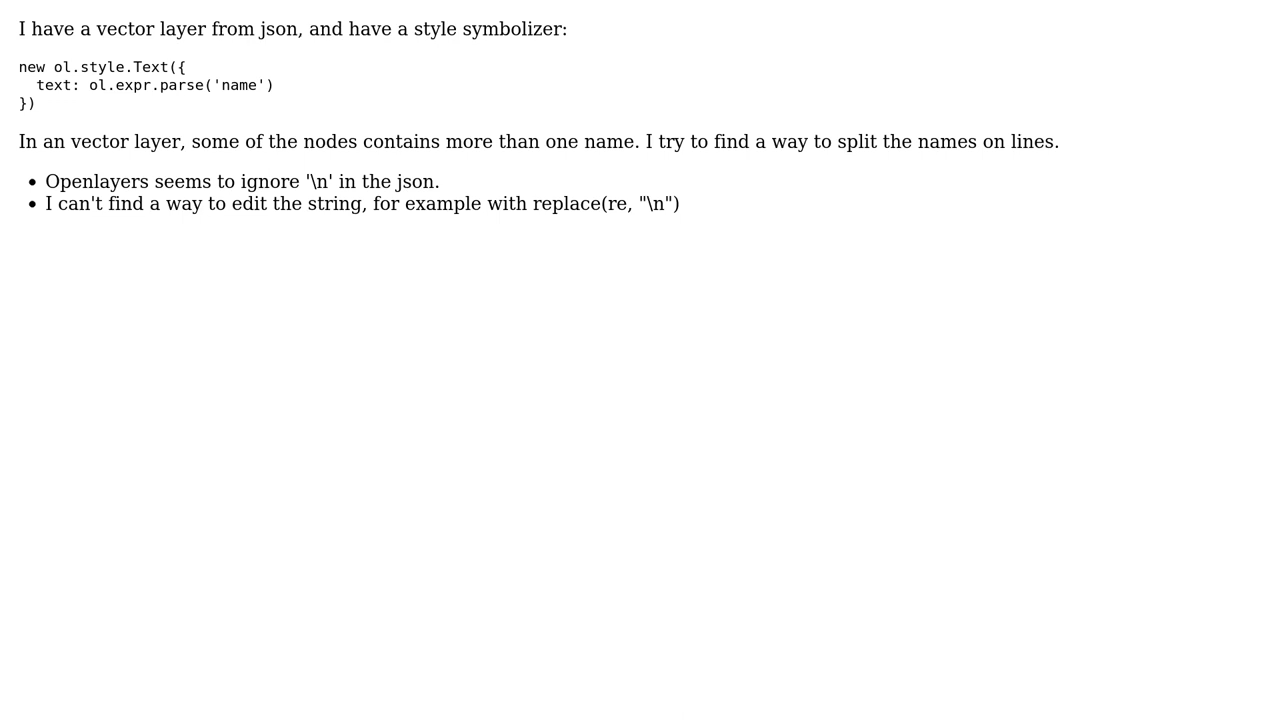 I have a vector layer from json, and have a style symbolizer:
new ol.style.Text({
  text: ol.expr.parse('name')
})
In an vector layer, some of the nodes contains more than one name. I try to find a way to split the names on lines.
• Openlayers seems to ignore '\n' in the json.
• I can't find a way to edit the string, for example with replace(re, "\n")